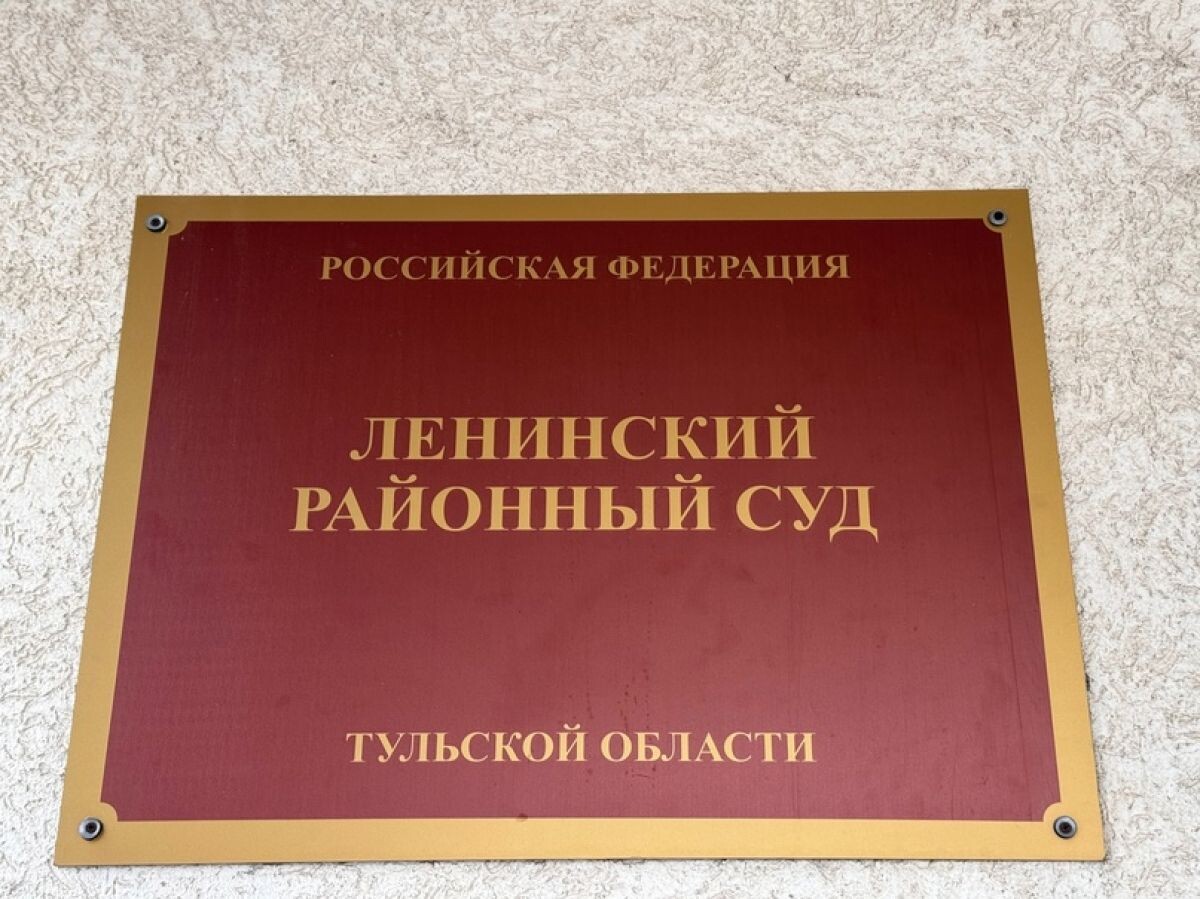 РОССИЙСКАЯ ФЕДЕРАЦИЯ
ЛЕНИНСКИЙ
РАЙОННЫЙ СУД
ТУЛЬСКОЙ ОБЛАСТИ